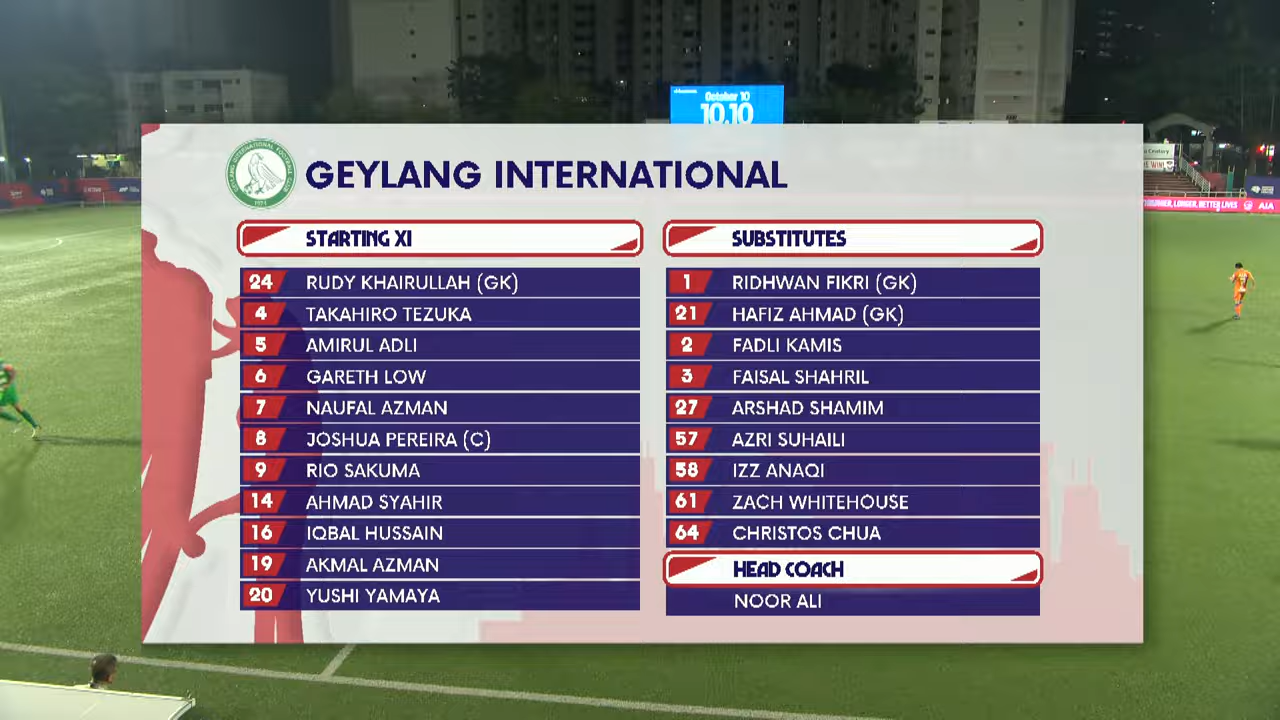 October 10
10.10
GEYLANG INTERNATIONAL
STARTING XI
24 RUDY KHAIRULLAH (GK)
4 TAKAHIRO TEZUKA
5 AMIRUL ADLI
6 GARETH LOW
7 NAUFAL AZMAN
8 JOSHUA PEREIRA (C)
9 RIO SAKUMA
14 AHMAD SYAHIR
16 IQBAL HUSSAIN
19 AKMAL AZMAN
20 YUSHI YAMAYA
SUBSTITUTES
1 RIDHWAN FIKRI (GK)
21 HAFIZ AHMAD (GK)
2 FADLI KAMIS
3 FAISAL SHAHRIL
27 ARSHAD SHAMIM
57 AZRI SUHAILI
58 IZZ ANAQI
61 ZACH WHITEHOUSE
64 CHRISTOS CHUA
HEAD COACH
NOOR ALI
LONGER, BETTER LIVES AIA